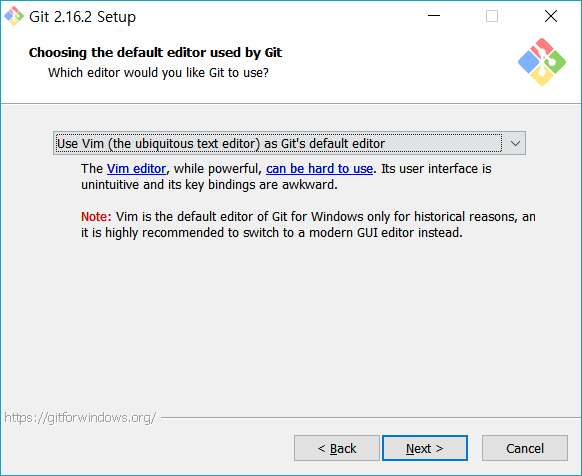 Git 2.16.2 Setup
Choosing the default editor used by Git
Which editor would you like Git to use?
Use Vim (the ubiquitous text editor) as Git's default editor
The Vim editor, while powerful, can be hard to use. Its user interface is
unintuitive and its key bindings are awkward.
Note: Vim is the default editor of Git for Windows only for historical reasons, an
it is highly recommended to switch to a modern GUI editor instead.
https://gitforwindows.org/
< Back
Next >
Cancel